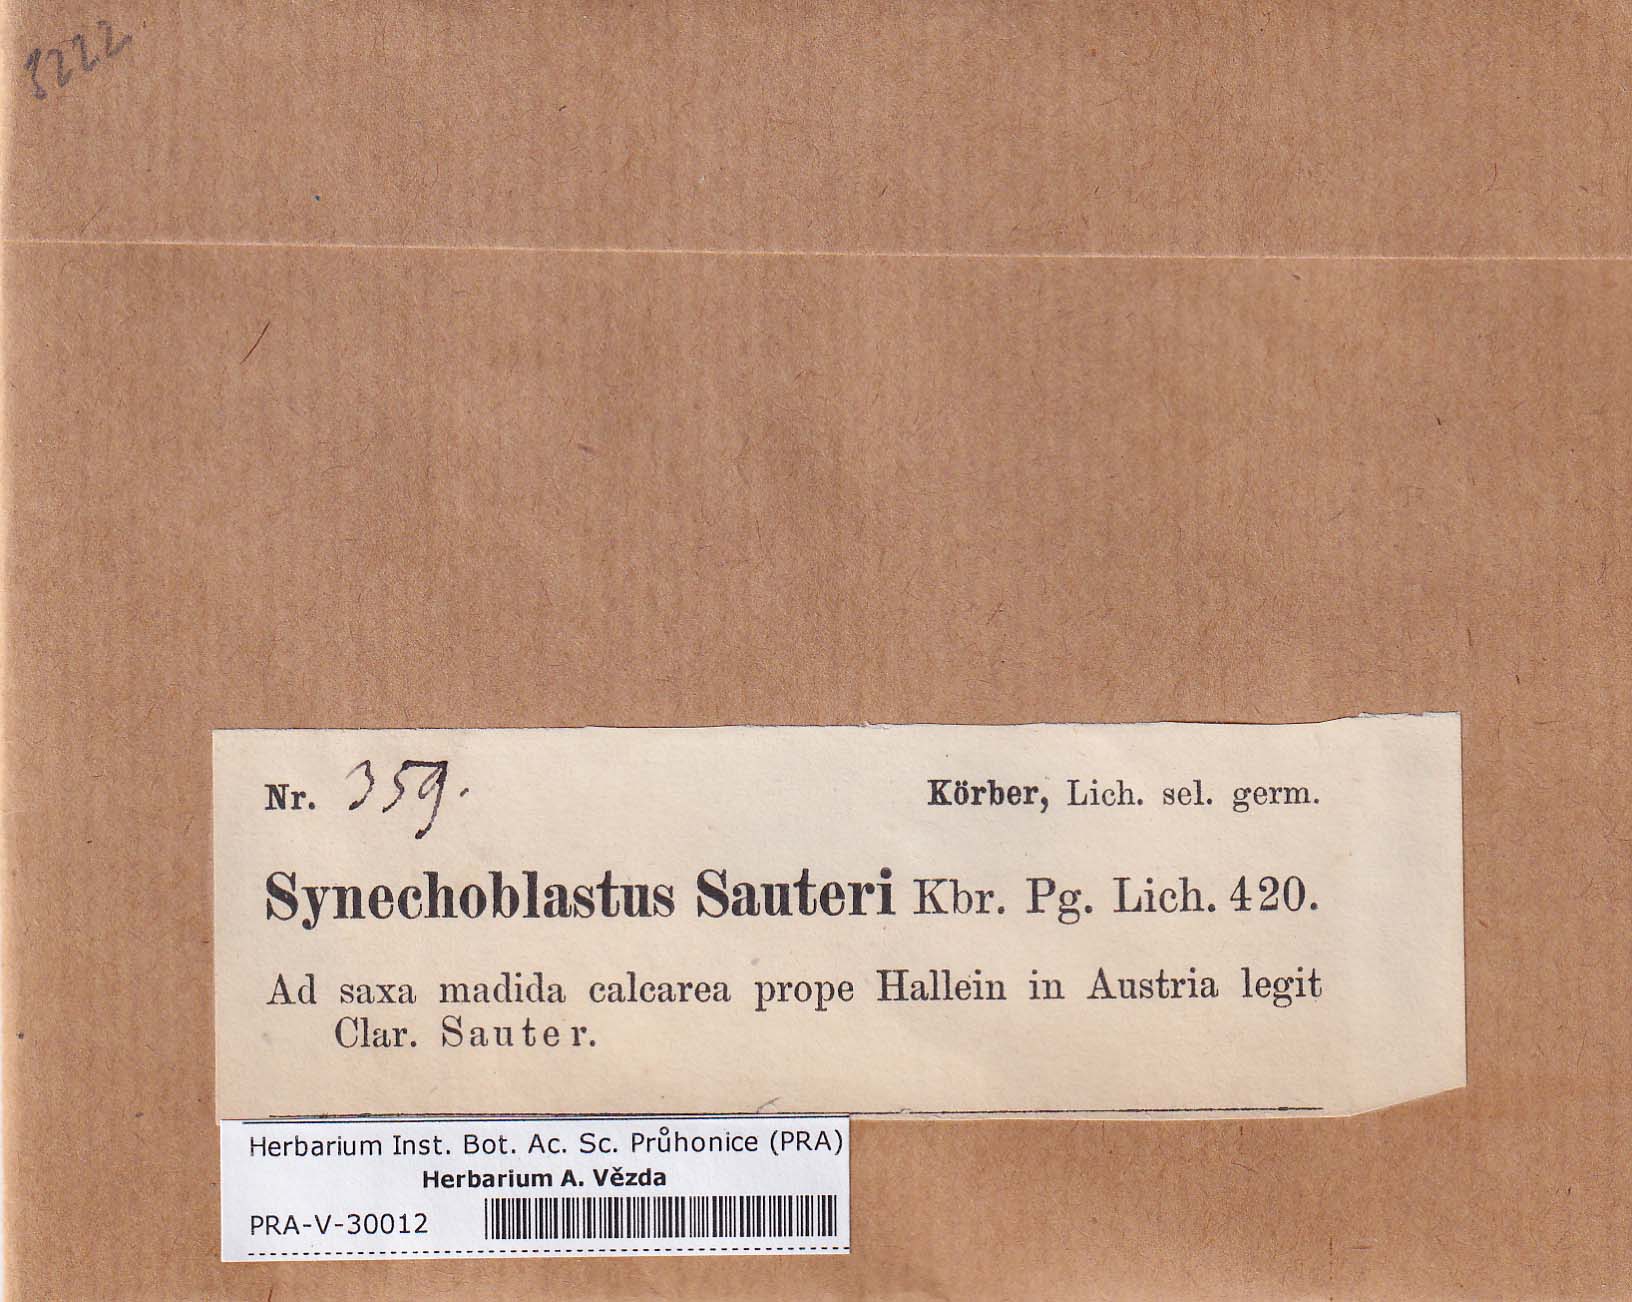 3222
Nr. 359. Körber, Lich. sel. germ.
Synechoblastus Sauteri Kbr. Pg. Lich. 420.
Ad saxa madida calcarea prope Hallein in Austria legit
Clar. Sauter.
Herbarium Inst. Bot. Ac. Sc. Průhonice (PRA)
Herbarium A. Vězda
PRA-V-30012